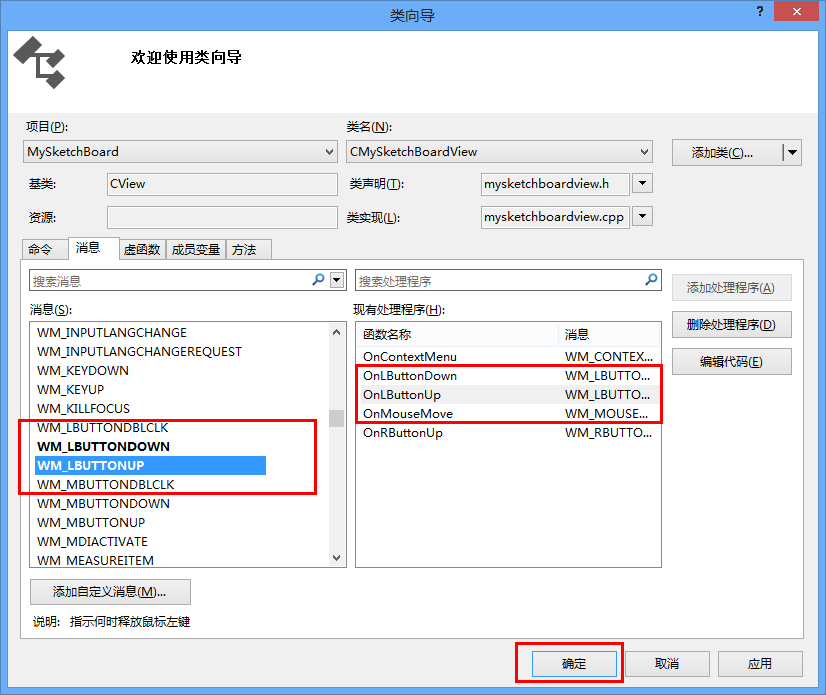 类向导
?
欢迎使用类向导
项目(P): 类名(N):
MySketchBoard CMySketchBoardView 添加类(C)...
基类: CView 类声明(T): mysketchboardview.h
资源: 类实现(L): mysketchboardview.cpp
命令 消息 虚函数 成员变量 方法
搜索消息 搜索处理程序 添加处理程序(A)
消息(S): 现有处理程序(H):
删除处理程序(D)
编辑代码(E)
WM_INPUTLANGCHANGE
WM_INPUTLANGCHANGEREQUEST
WM_KEYDOWN
WM_KEYUP
WM_KILLFOCUS
WM_LBUTTONDBLCLK
WM_LBUTTONDOWN
WM_LBUTTONUP
WM_MBUTTONDBLCLK
WM_MBUTTONDOWN
WM_MBUTTONUP
WM_MDIACTIVATE
WM_MEASUREITEM
函数名称 消息
OnContextMenu WM_CONTEX...
OnLButtonDown WM_LBUTTO...
OnLButtonUp WM_LBUTTO...
OnMouseMove WM_MOUSE...
OnRButtonUp WM_RBUTTO...
添加自定义消息(M)...
说明: 指示何时释放鼠标左键
确定 取消 应用